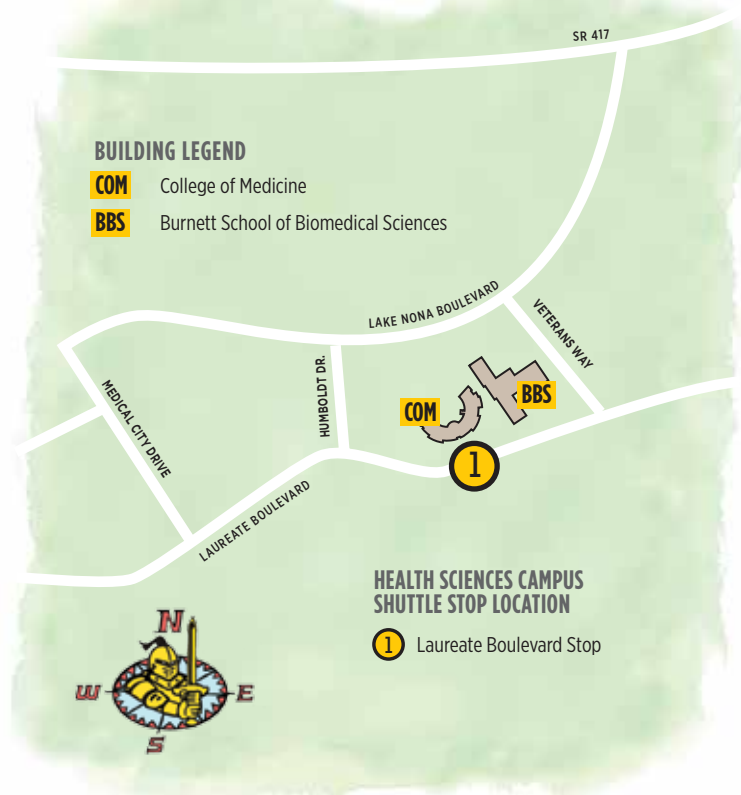 SR 417
BUILDING LEGEND
COM College of Medicine
BBS Burnett School of Biomedical Sciences
LAKE NONA BOULEVARD
VETERANS WAY
HUMBOLDT DR.
MEDICAL CITY DRIVE
COM
BBS
1
LAUREATE BOULEVARD
HEALTH SCIENCES CAMPUS
SHUTTLE STOP LOCATION
1 Laureate Boulevard Stop
N
W
E
S